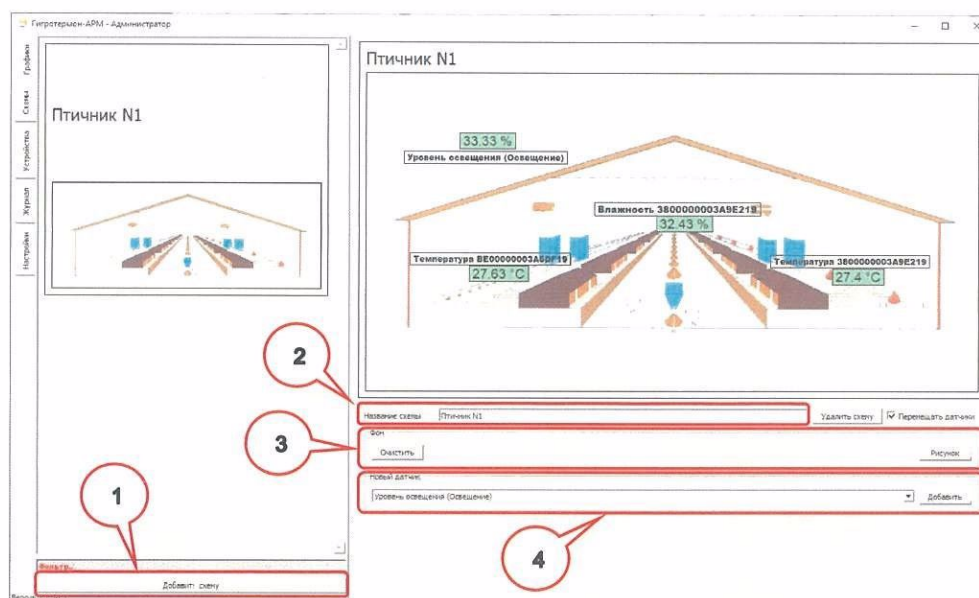 Гигротермон-АРМ - Администратор
Графики
Схемы
Устройства
Журнал
Настройки
Птичник N1
Птичник N1
33.33 %
Уровень освещения (Освещение)
Влажность 3800000003A9E219
32.43 %
Температура
27.63 °C
Температура 3800000003A9E219
27.4 °C
2
Название схемы
Птичник N1
Удалить схему
Перемещать датчики
3
Фон
Очистить
Рисунок
Новый датчик
Уровень освещения (Освещение)
Добавить
1
4
Фильтр..
Добавить схему